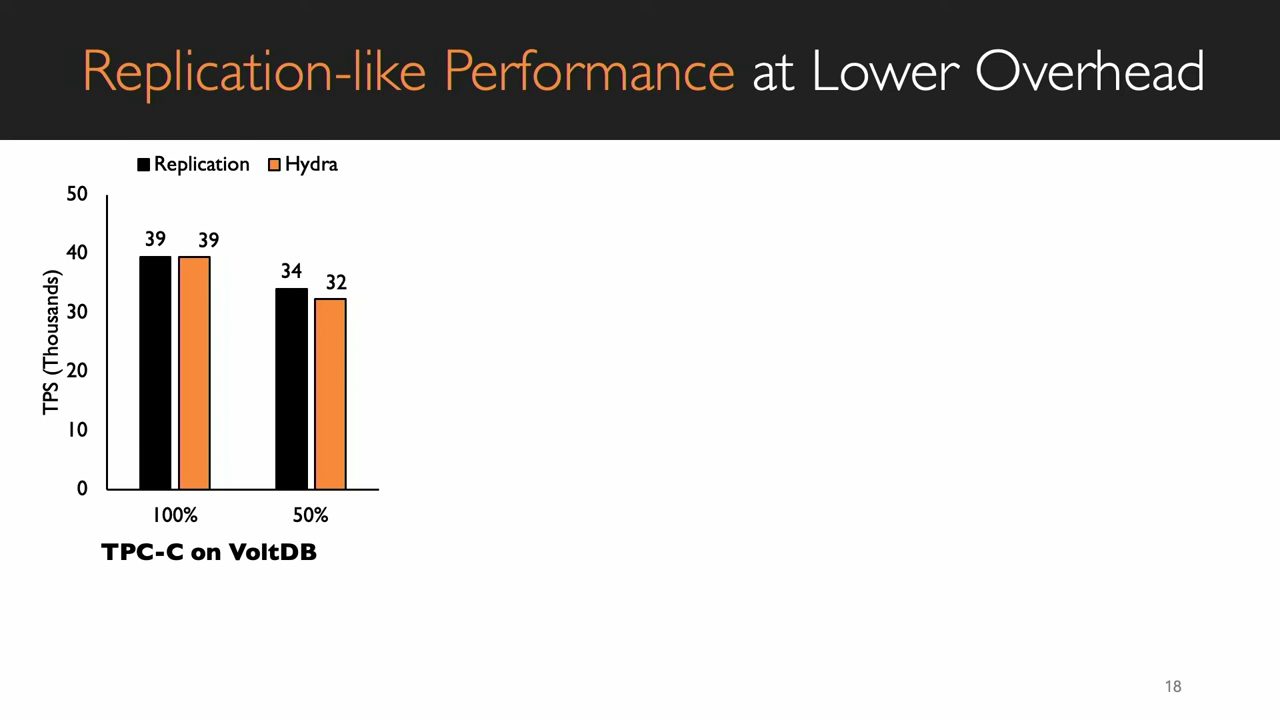 Replication-like Performance at Lower Overhead
Replication Hydra
50
40
30
20
10
0
TPS (Thousands)
39 39
34 32
100% 50%
TPC-C on VoltDB
18